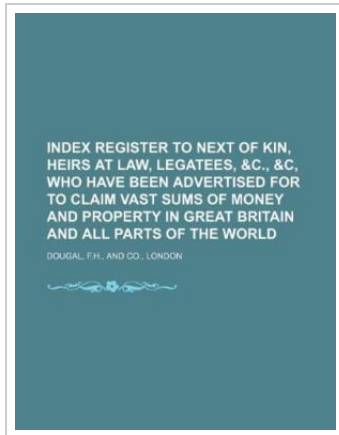 INDEX REGISTER TO NEXT OF KIN,
HEIRS AT LAW, LEGATEES, &C., &C,
WHO HAVE BEEN ADVERTISED FOR
TO CLAIM VAST SUMS OF MONEY
AND PROPERTY IN GREAT BRITAIN
AND ALL PARTS OF THE WORLD
DOUGAL, F.H., AND CO., LONDON